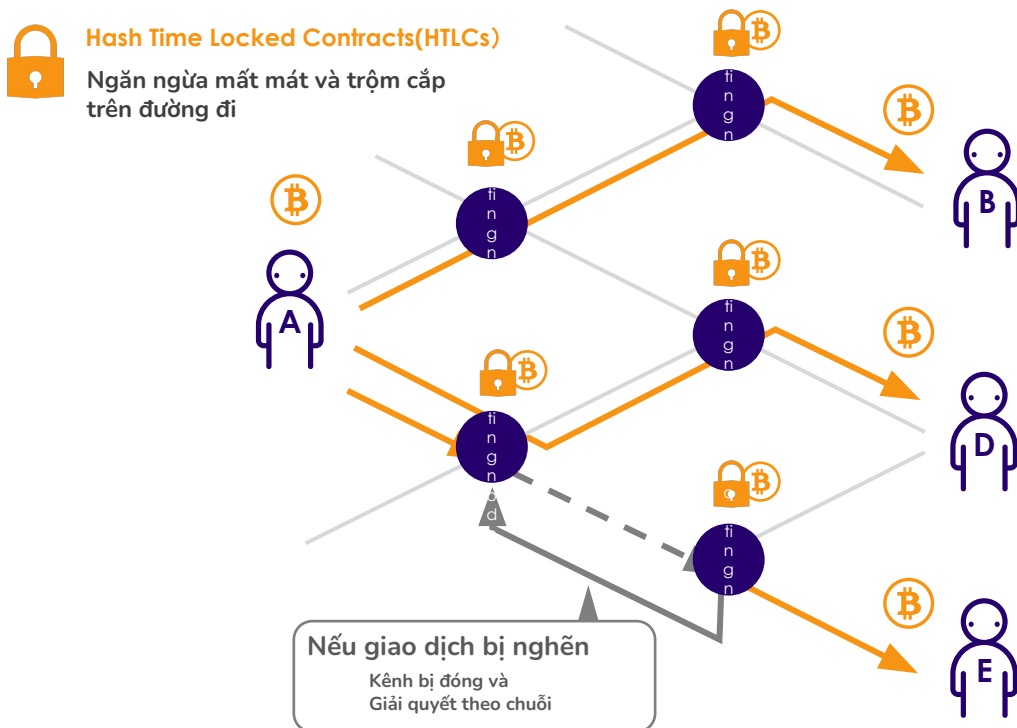 Hash Time Locked Contracts(HTLCs）
Ngăn ngừa mất mát và trộm cắp
trên đường đi
B
A
D
E
Nếu giao dịch bị nghẽn
Kênh bị đóng và
Giải quyết theo chuỗi